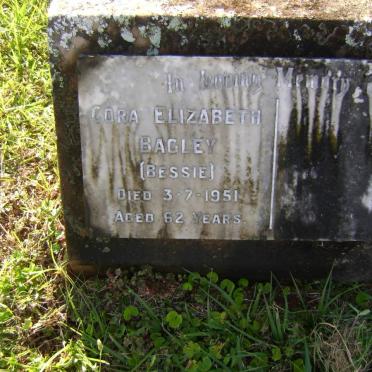 In Loving Memory
CORA ELIZABETH
BAGLEY
(BESSIE)
DIED 3-7-1951
AGED 62 YEARS